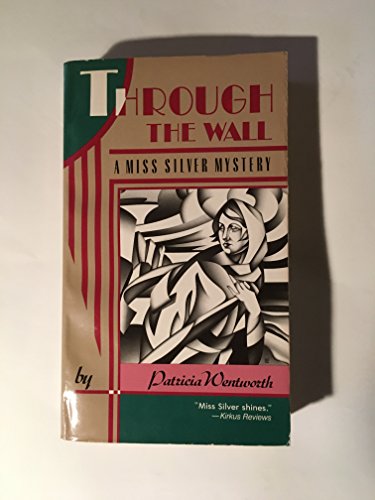 THROUGH
THE WALL
A MISS SILVER MYSTERY
by
Patricia Wentworth
"Miss Silver shines."
—Kirkus Reviews